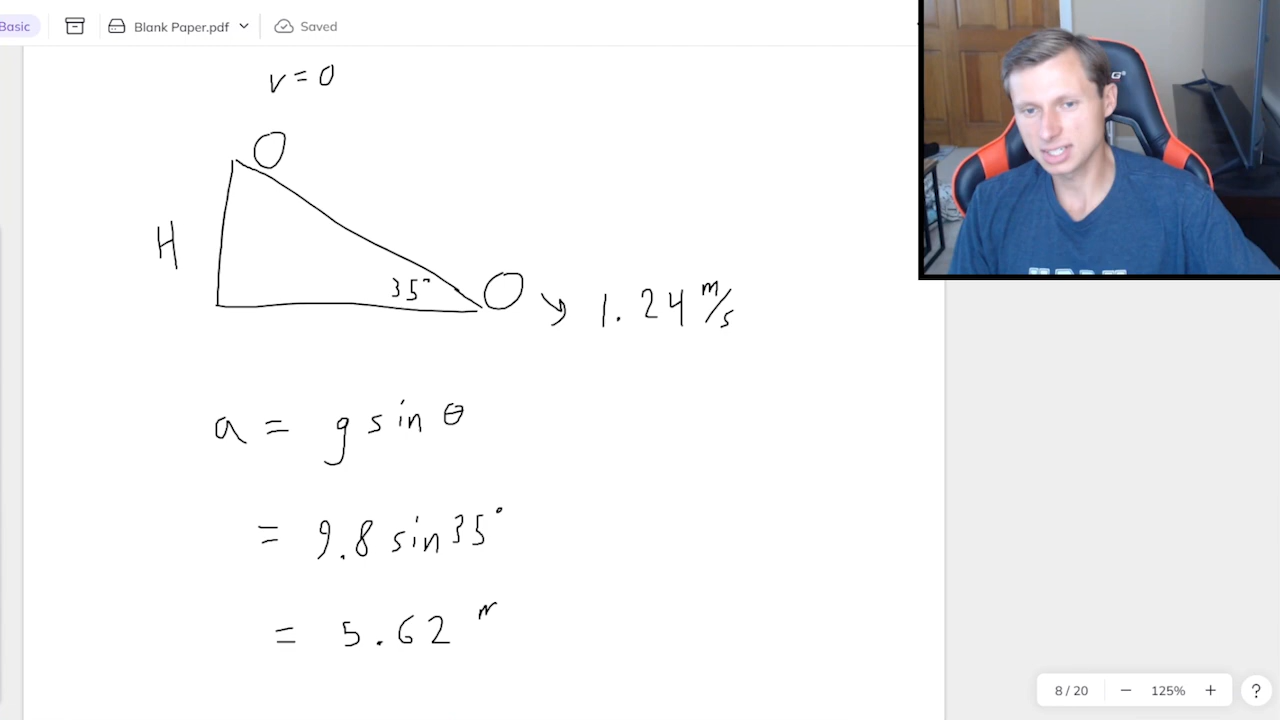 Basic
Blank Paper.pdf
Saved
v = 0
H
35°
1.24 m/s
a = g sin θ
= 9.8 sin 35°
= 5.62 m
8 / 20
125%
?